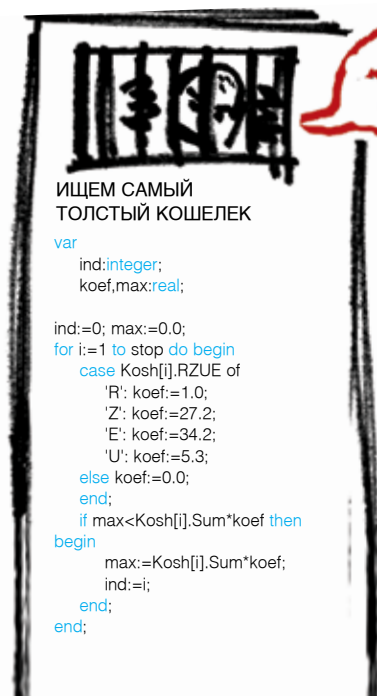 ИЩЕМ САМЫЙ
ТОЛСТЫЙ КОШЕЛЕК
var
ind:integer;
koef,max:real;
ind:=0; max:=0.0;
for i:=1 to stop do begin
case Kosh[i].RZUE of
'R': koef:=1.0;
'Z': koef:=27.2;
'E': koef:=34.2;
'U': koef:=5.3;
else koef:=0.0;
end;
if max<Kosh[i].Sum*koef then
begin
max:=Kosh[i].Sum*koef;
ind:=i;
end;
end;